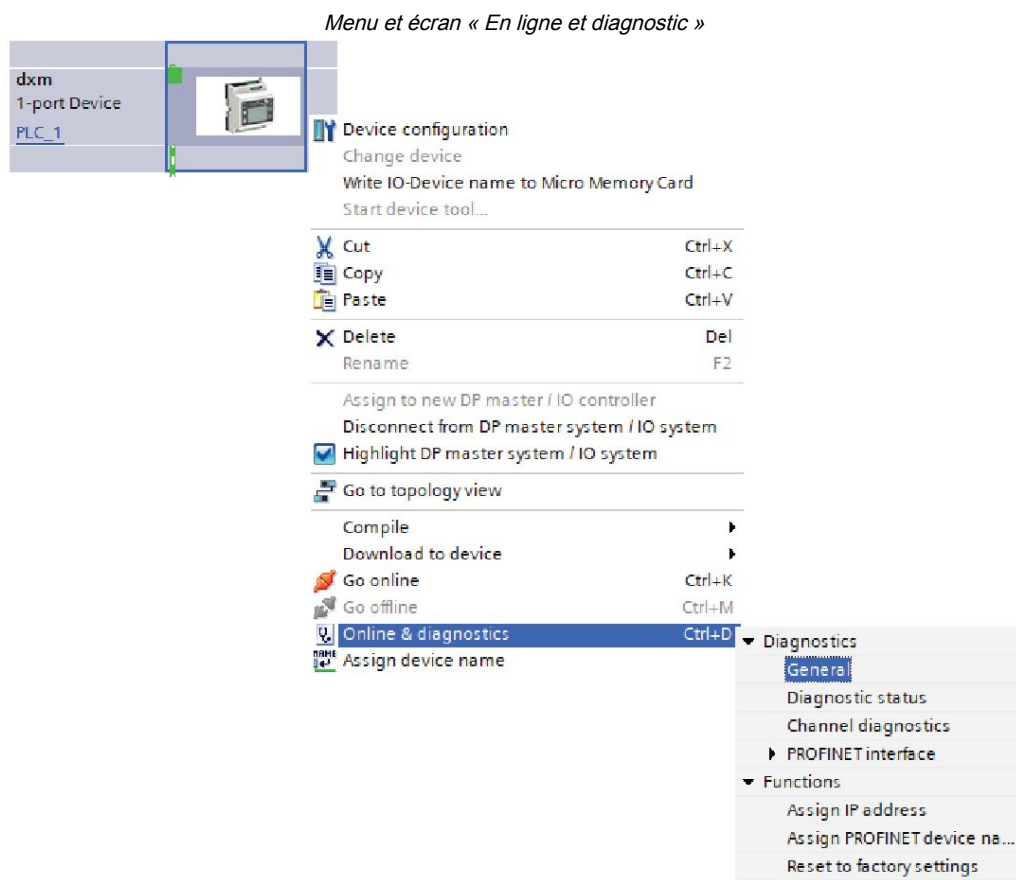 Menu et écran « En ligne et diagnostic »
dxm
1-port Device
PLC_1
Device configuration
Change device
Write IO-Device name to Micro Memory Card
Start device tool...
Cut Ctrl+X
Copy Ctrl+C
Paste Ctrl+V
Delete Del
Rename F2
Assign to new DP master / IO controller
Disconnect from DP master system / IO system
Highlight DP master system / IO system
Go to topology view
Compile
Download to device
Go online Ctrl+K
Go offline Ctrl+M
Online & diagnostics Ctrl+D
NAME Assign device name
Diagnostics
General
Diagnostic status
Channel diagnostics
PROFINET interface
Functions
Assign IP address
Assign PROFINET device na...
Reset to factory settings